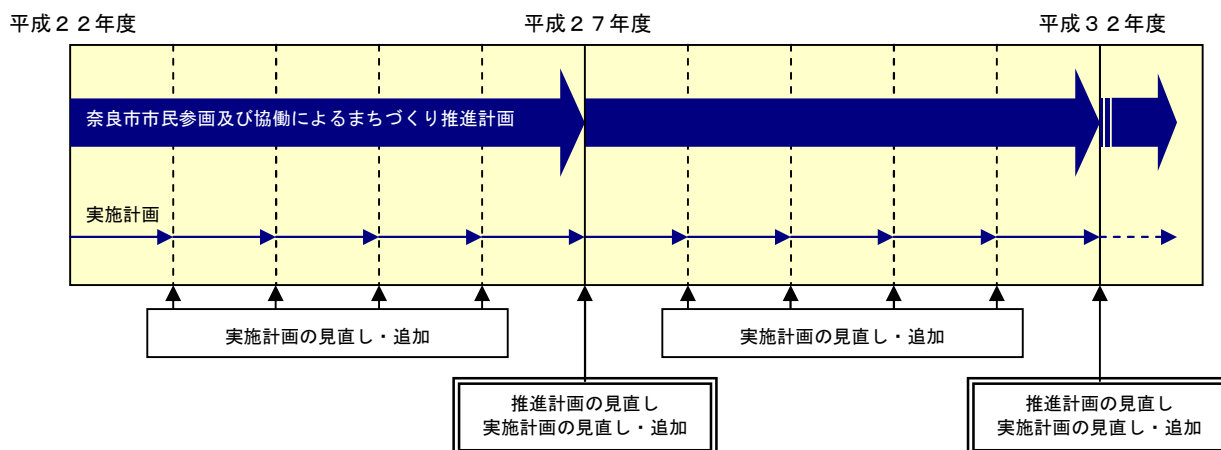 平成２２年度
平成２７年度
平成３２年度
奈良市市民参画及び協働によるまちづくり推進計画
実施計画
実施計画の見直し・追加
実施計画の見直し・追加
推進計画の見直し
実施計画の見直し・追加
推進計画の見直し
実施計画の見直し・追加